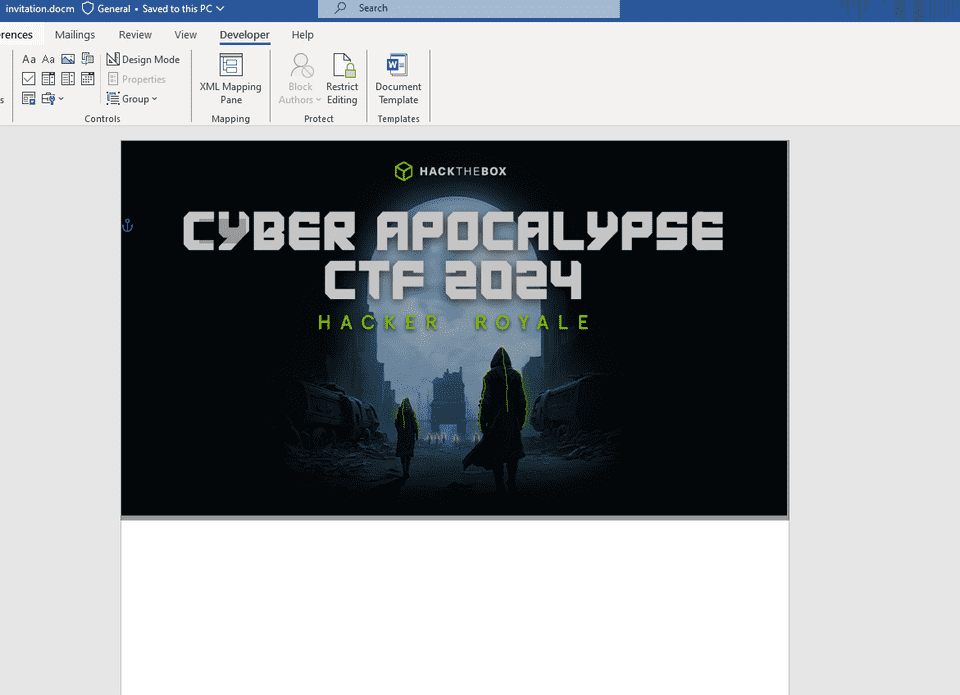 invitation.docm General • Saved to this PC
Search
rences Mailings Review View Developer Help
Aa Aa
Design Mode
Properties
Group
s
Controls
XML Mapping
Pane
Mapping
Block
Authors
Restrict
Editing
Protect
Document
Template
Templates
HACKTHEBOX
CYBER APOCALYPSE
CTF 2024
HACKER ROYALE